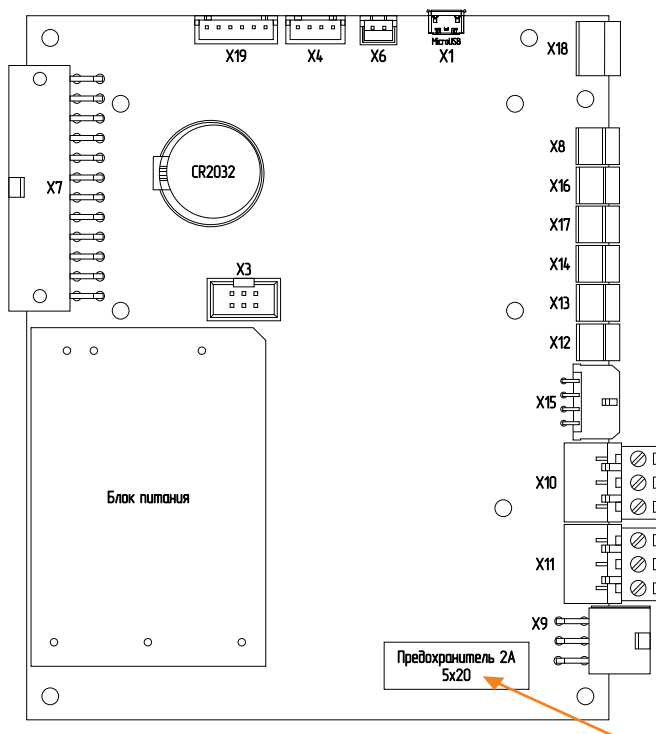 X19
X4
X6
MicroUSB
X1
X18
X8
X7
CR2032
X16
X17
X14
X3
X13
X12
X15
Блок питания
X10
X11
X9
Предохранитель 2А
5х20